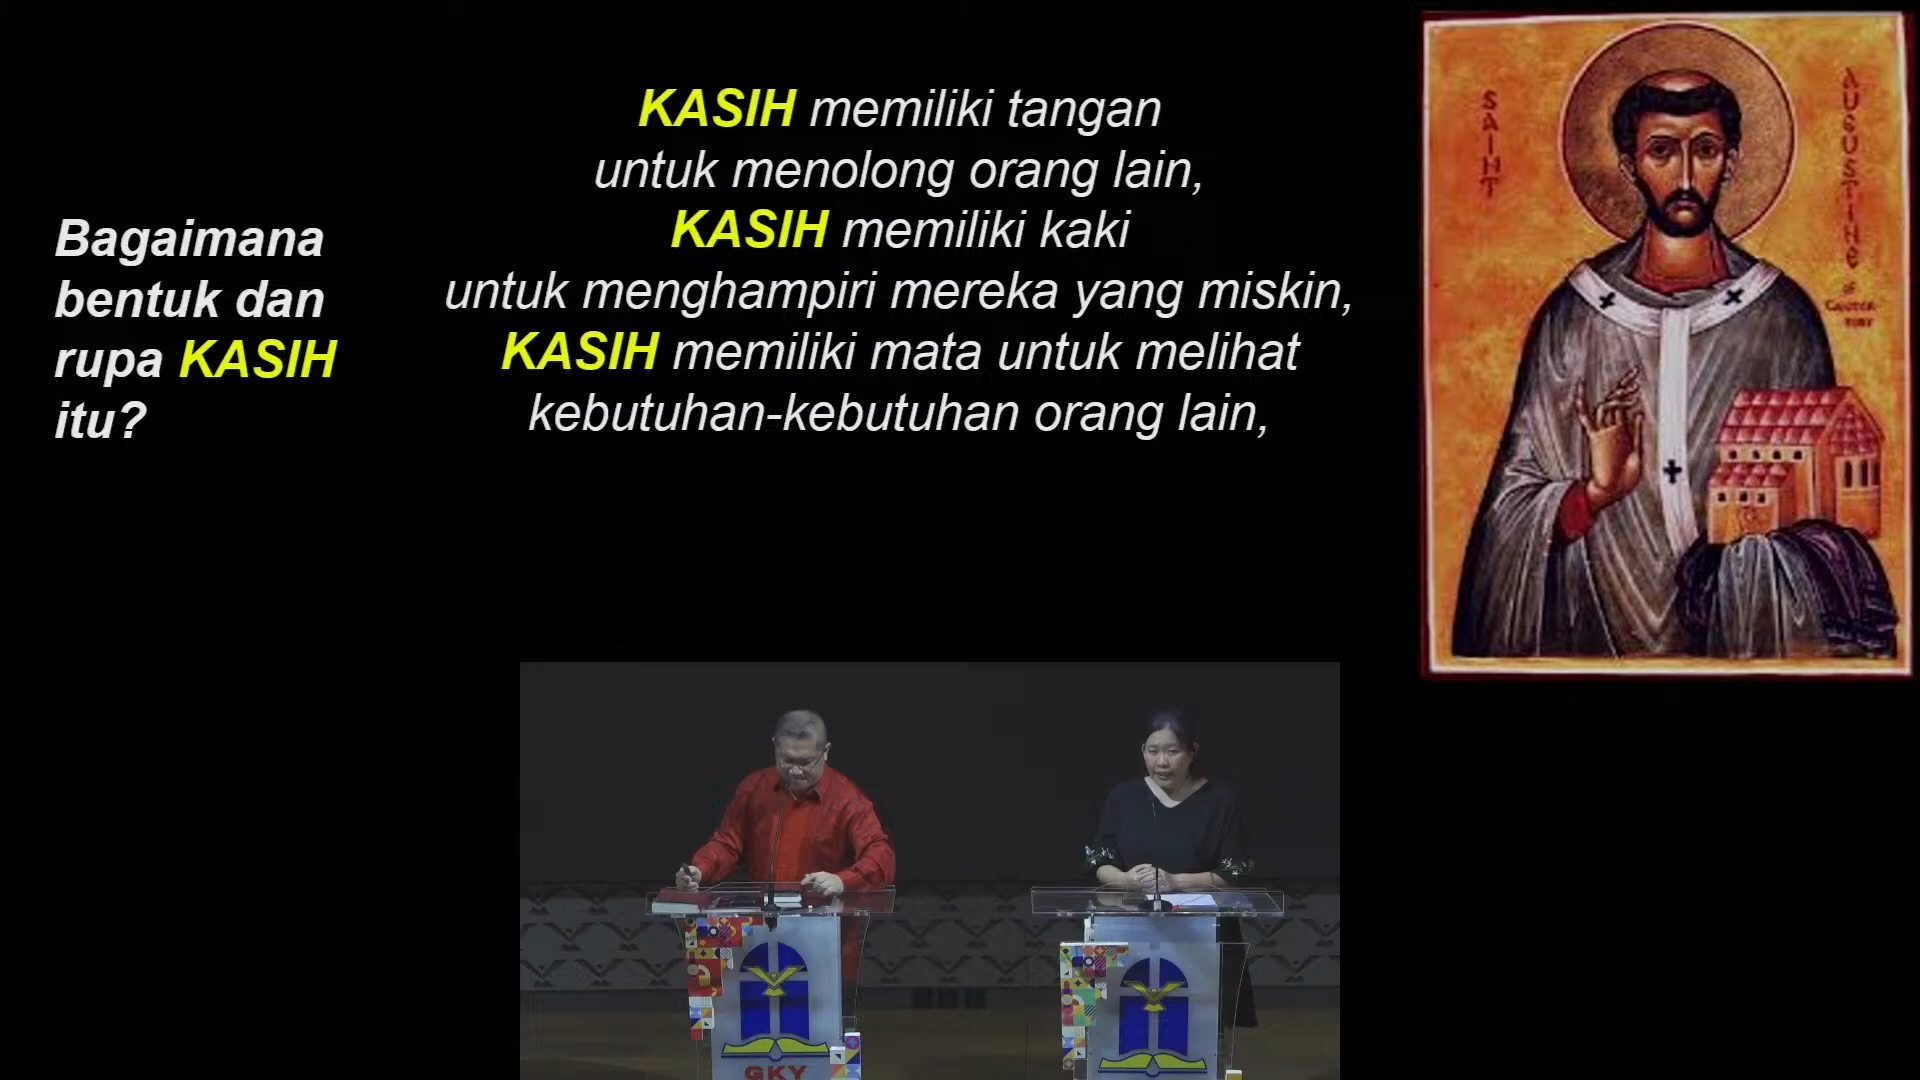 Bagaimana
bentuk dan
rupa KASIH
itu?
KASIH memiliki tangan
untuk menolong orang lain,
KASIH memiliki kaki
untuk menghampiri mereka yang miskin,
KASIH memiliki mata untuk melihat
kebutuhan-kebutuhan orang lain,
SAINT
AUGUSTINE
of
GKY